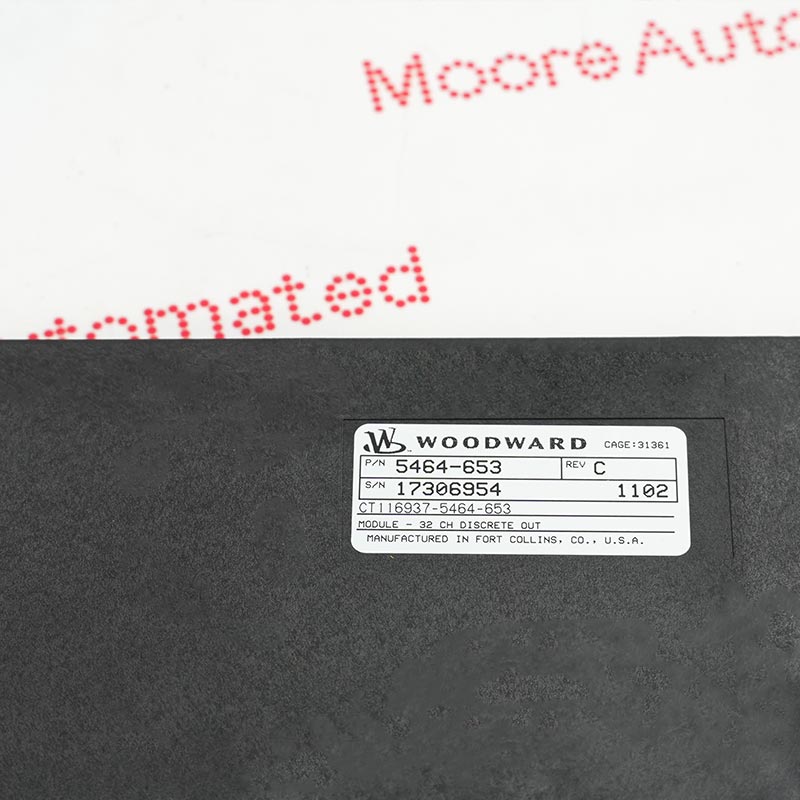 Moore Auto
utomated
WOODWARD CAGE:31361
P/N 5464-653 REV C
S/N 17306954 1102
CT116937-5464-653
MODULE - 32 CH DISCRETE OUT
MANUFACTURED IN FORT COLLINS, CO., U.S.A.